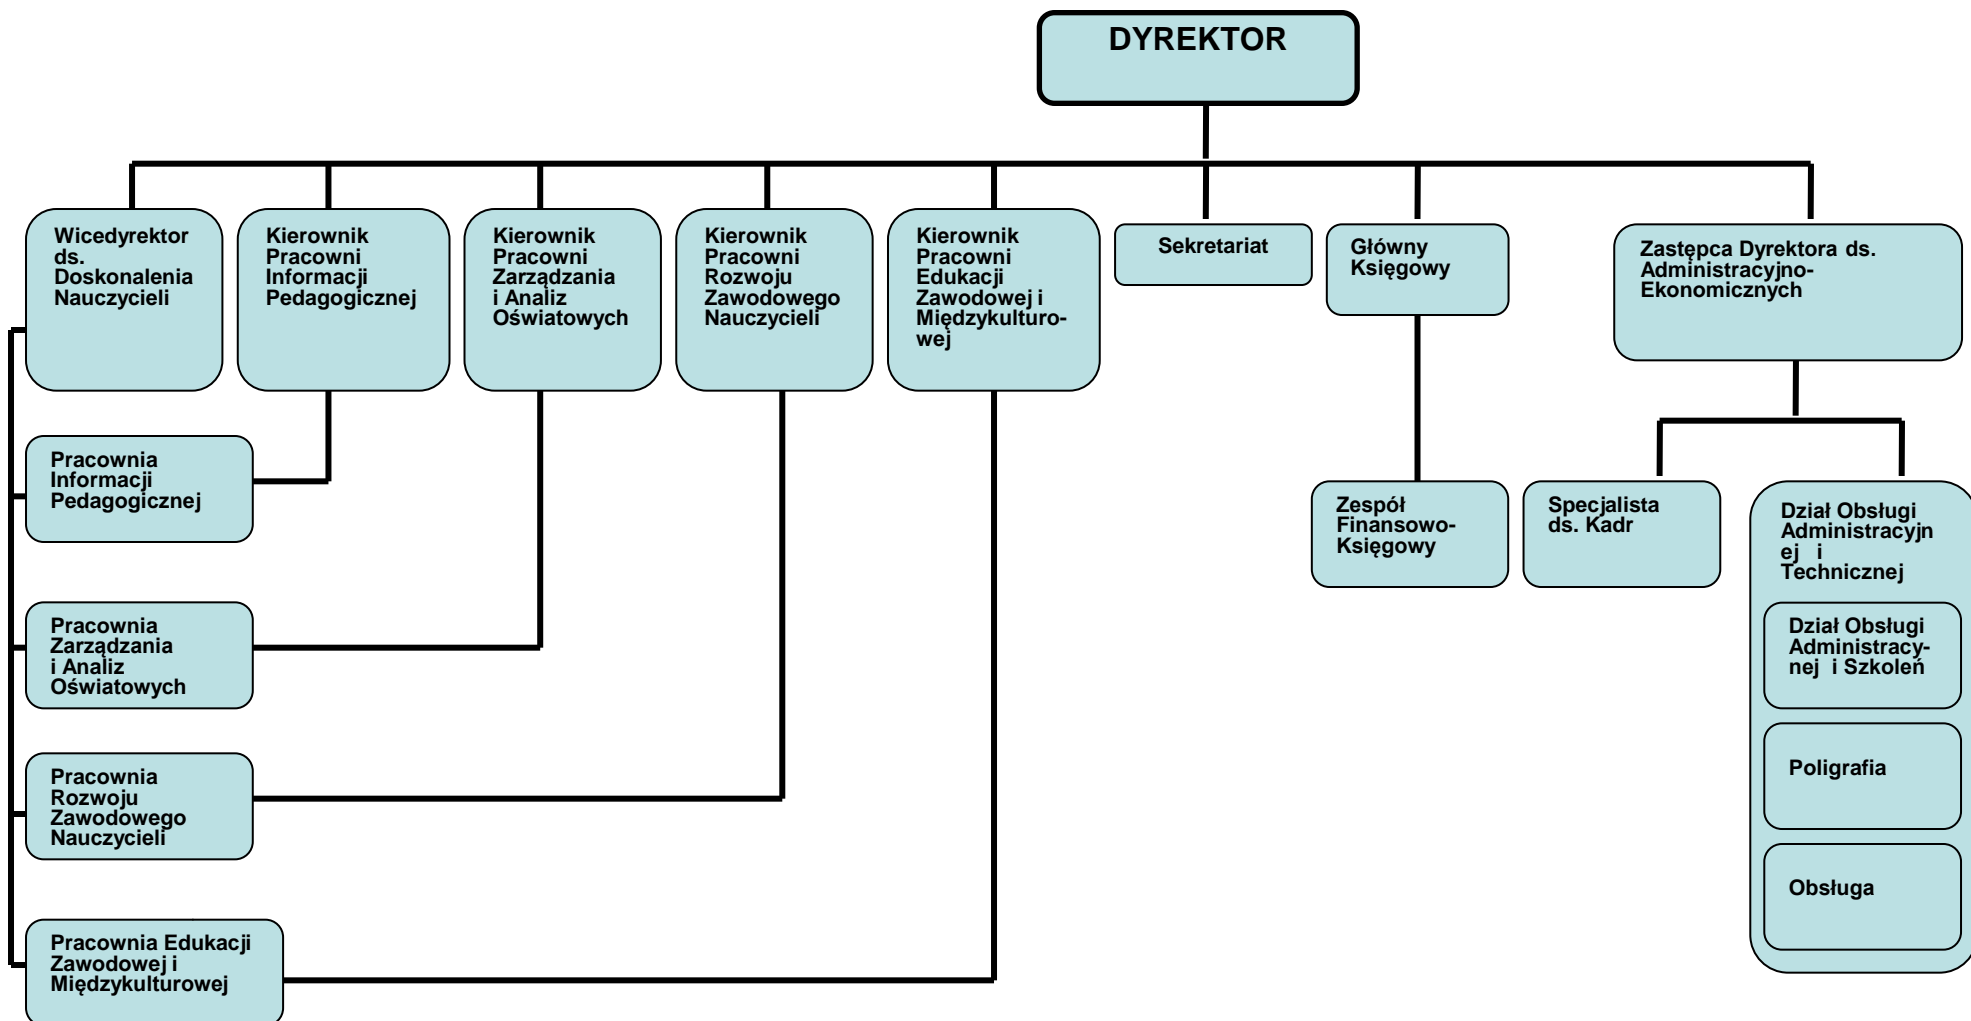 DYREKTOR
Wicedyrektor
ds.
Doskonalenia
Nauczycieli
Kierownik
Pracowni
Informacji
Pedagogicznej
Kierownik
Pracowni
Zarządzania
i Analiz
Oświatowych
Kierownik
Pracowni
Rozwoju
Zawodowego
Nauczycieli
Kierownik
Pracowni
Edukacji
Zawodowej i
Międzykulturo-
wej
Sekretariat
Główny
Księgowy
Zastępca Dyrektora ds.
Administracyjno-
Ekonomicznych
Pracownia
Informacji
Pedagogicznej
Zespół
Finansowo-
Księgowy
Specjalista
ds. Kadr
Dział Obsługi
Administracyjn
ej i
Technicznej
Pracownia
Zarządzania
i Analiz
Oświatowych
Dział Obsługi
Administracy-
nej i Szkoleń
Pracownia
Rozwoju
Zawodowego
Nauczycieli
Poligrafia
Obsługa
Pracownia Edukacji
Zawodowej i
Międzykulturowej